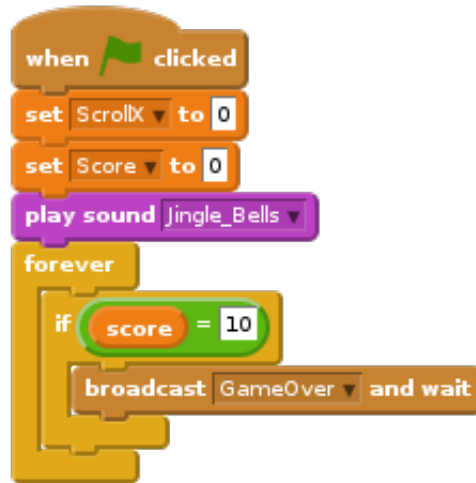 when clicked
set ScrollX to 0
set Score to 0
play sound Jingle_Bells
forever
if score = 10
broadcast GameOver and wait